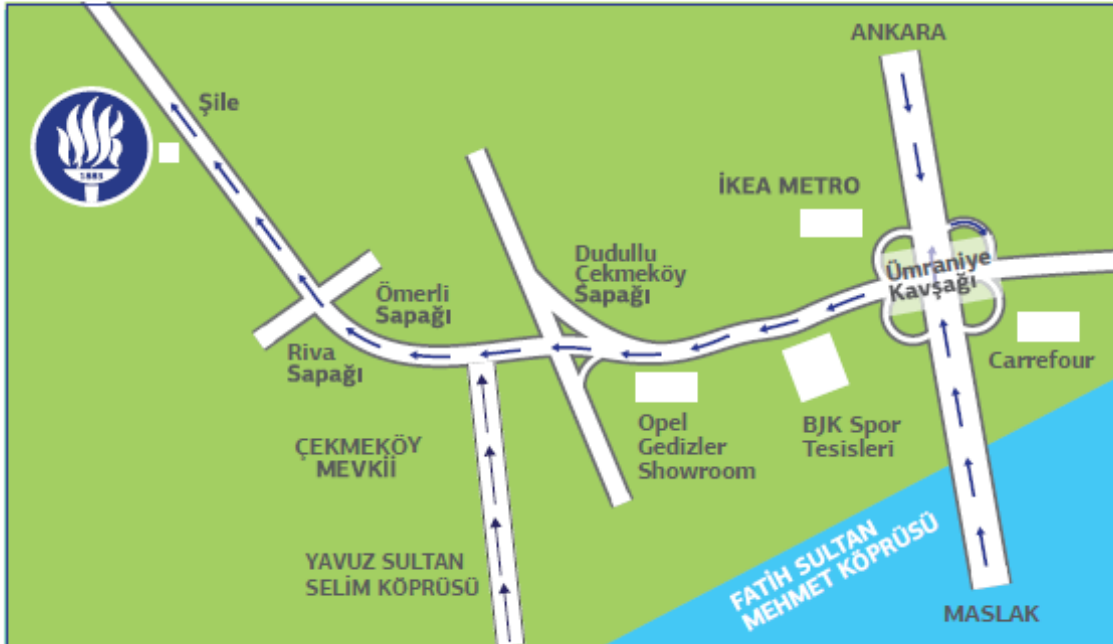 ANKARA
Şile
1883
İKEA METRO
Dudullu
Çekmeköy
Sapağı
Ümraniye
Kavşağı
Ömerli
Sapağı
Riva
Sapağı
Carrefour
Opel
Gedizler
Showroom
BJK Spor
Tesisleri
ÇEKMEKÖY
MEVKİİ
YAVUZ SULTAN
SELİM KÖPRÜSÜ
FATİH SULTAN
MEHMET KÖPRÜSÜ
MASLAK